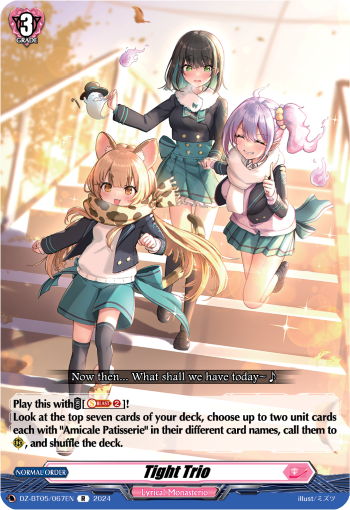 3
GRADE
Now then... What shall we have today~♪
Play this with [SOUL BLAST 2]!
Look at the top seven cards of your deck, choose up to two unit cards
each with "Amicale Patisserie" in their different card names, call them to
R, and shuffle the deck.
NORMAL ORDER
Tight Trio
Lyrical Monasterio
DZ-BT05/067EN R 2024
illust/ミズツ